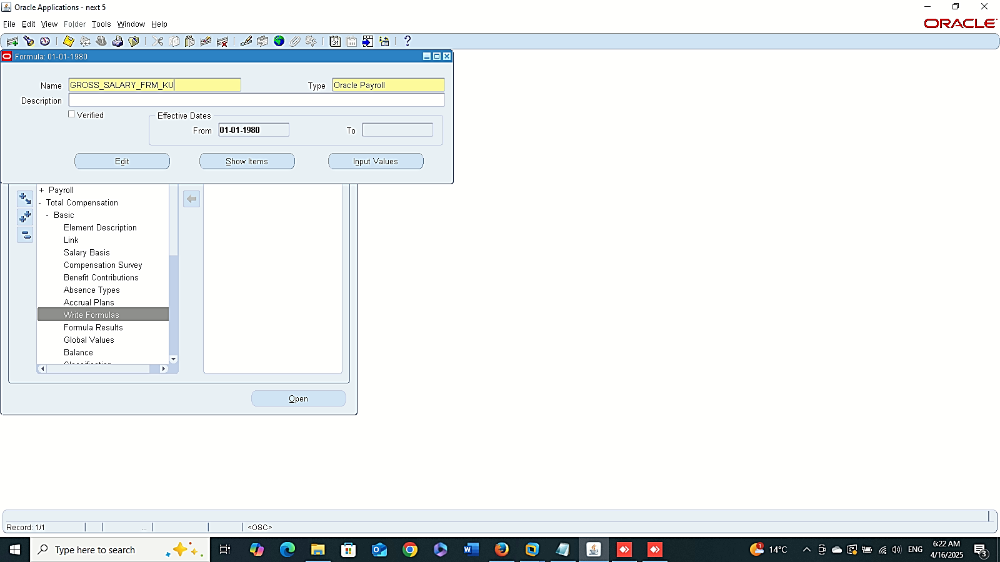 Oracle Applications - next 5
File Edit View Folder Tools Window Help
ORACLE
Formula: 01-01-1980
Name GROSS_SALARY_FRM_KU Type Oracle Payroll
Description
Verified
Effective Dates
From 01-01-1980 To
Edit Show Items Input Values
+ Payroll
- Total Compensation
- Basic
Element Description
Link
Salary Basis
Compensation Survey
Benefit Contributions
Absence Types
Accrual Plans
Write Formulas
Formula Results
Global Values
Balance
Classification
Open
Record: 1/1 ... <OSC>
Type here to search
14°C ENG
6:22 AM
4/16/2025